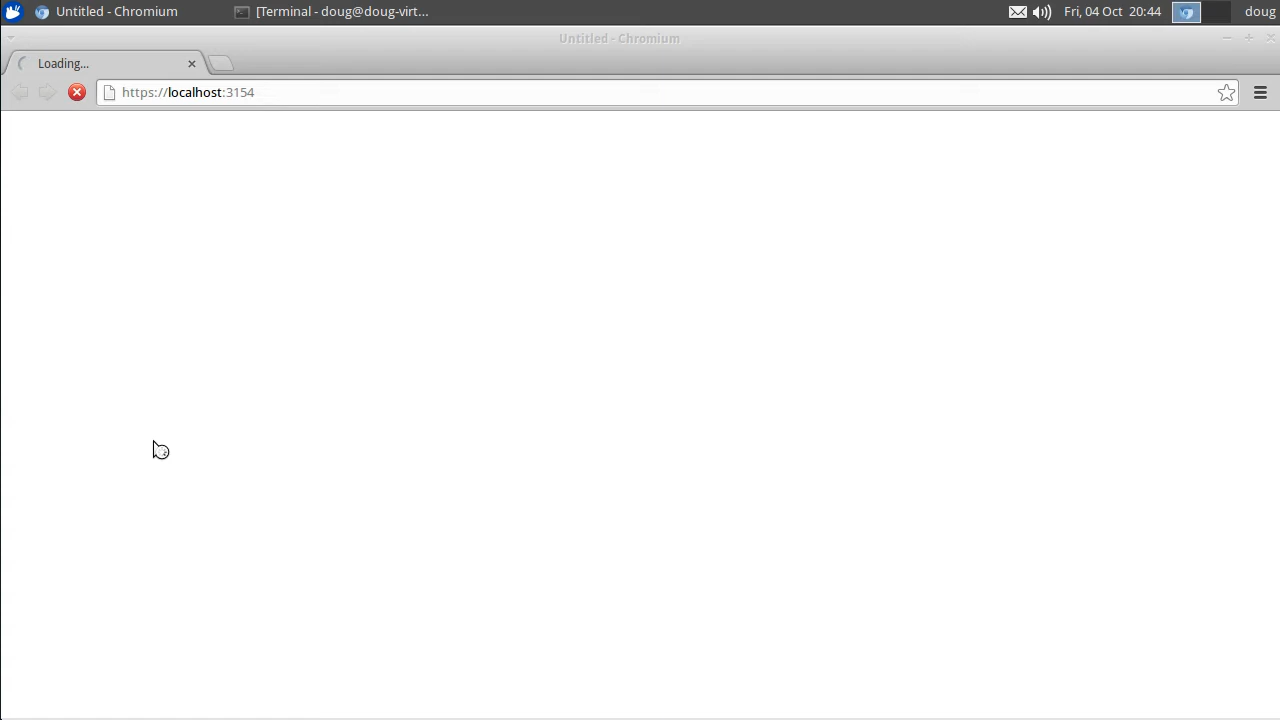 Untitled - Chromium
[Terminal - doug@doug-virt...
Fri, 04 Oct 20:44
doug
Untitled - Chromium
Loading...
https://localhost:3154